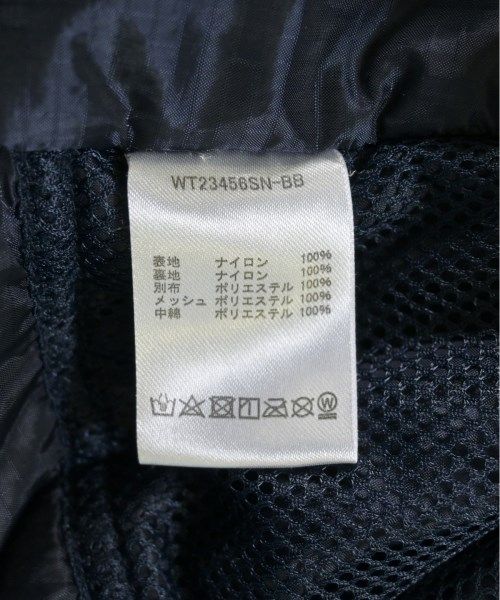 WT23456SN-BB
表地 ナイロン 100%
裏地 ナイロン 100%
別布 ポリエステル 100%
メッシュ ポリエステル 100%
中綿 ポリエステル 100%
W